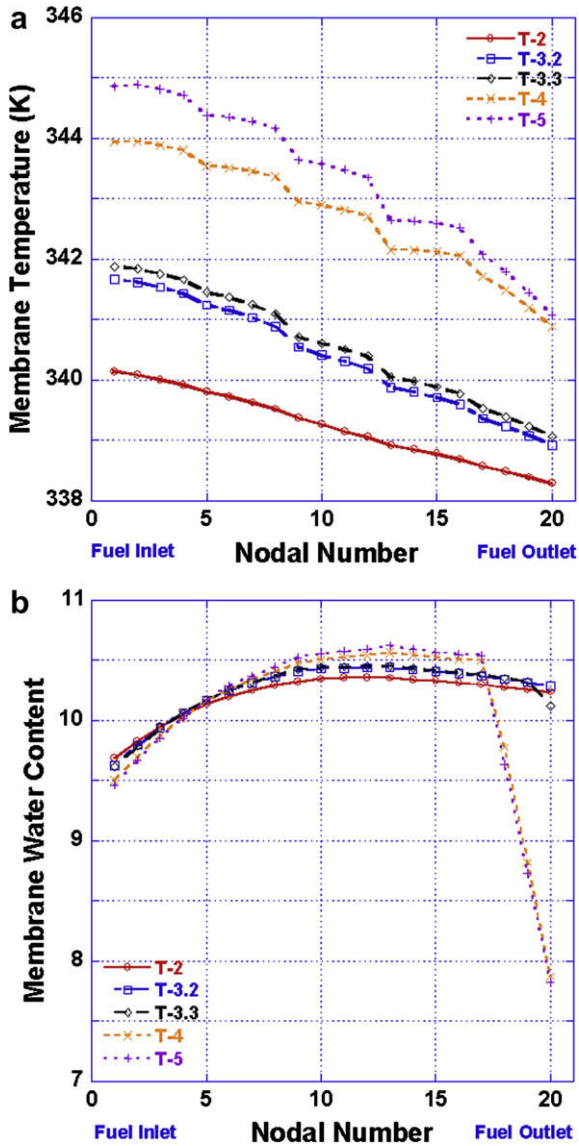 a
346
344
342
340
338
Membrane Temperature (K)
T-2
T-3.2
T-3.3
T-4
T-5
0 5 10 15 20
Fuel Inlet Nodal Number Fuel Outlet
b
11
10
9
8
7
Membrane Water Content
T-2
T-3.2
T-3.3
T-4
T-5
0 5 10 15 20
Fuel Inlet Nodal Number Fuel Outlet